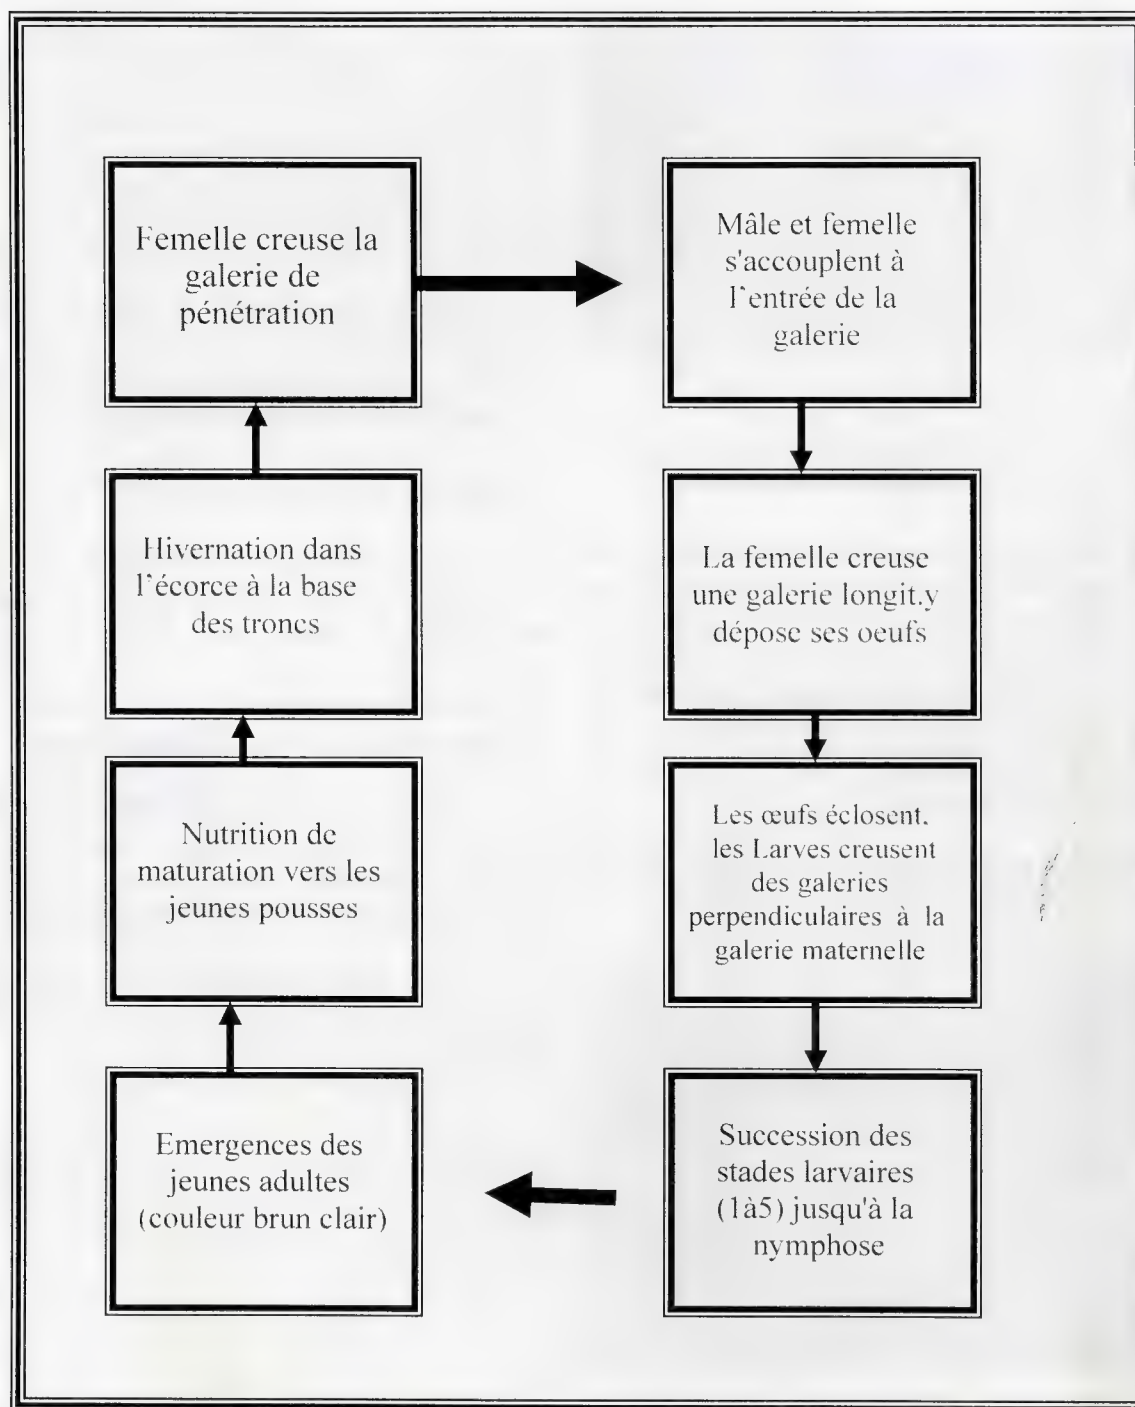 Femelle creuse la
galerie de
pénétration
Mâle et femelle
s'accouplent à
l'entrée de la
galerie
La femelle creuse
une galerie longit.y
dépose ses oeufs
Les œufs éclosent.
les Larves creusent
des galeries
perpendiculaires à la
galerie maternelle
Succession des
stades larvaires
(1à5) jusqu'à la
nymphose
Emergences des
jeunes adultes
(couleur brun clair)
Nutrition de
maturation vers les
jeunes pousses
Hivernation dans
l'écorce à la base
des troncs